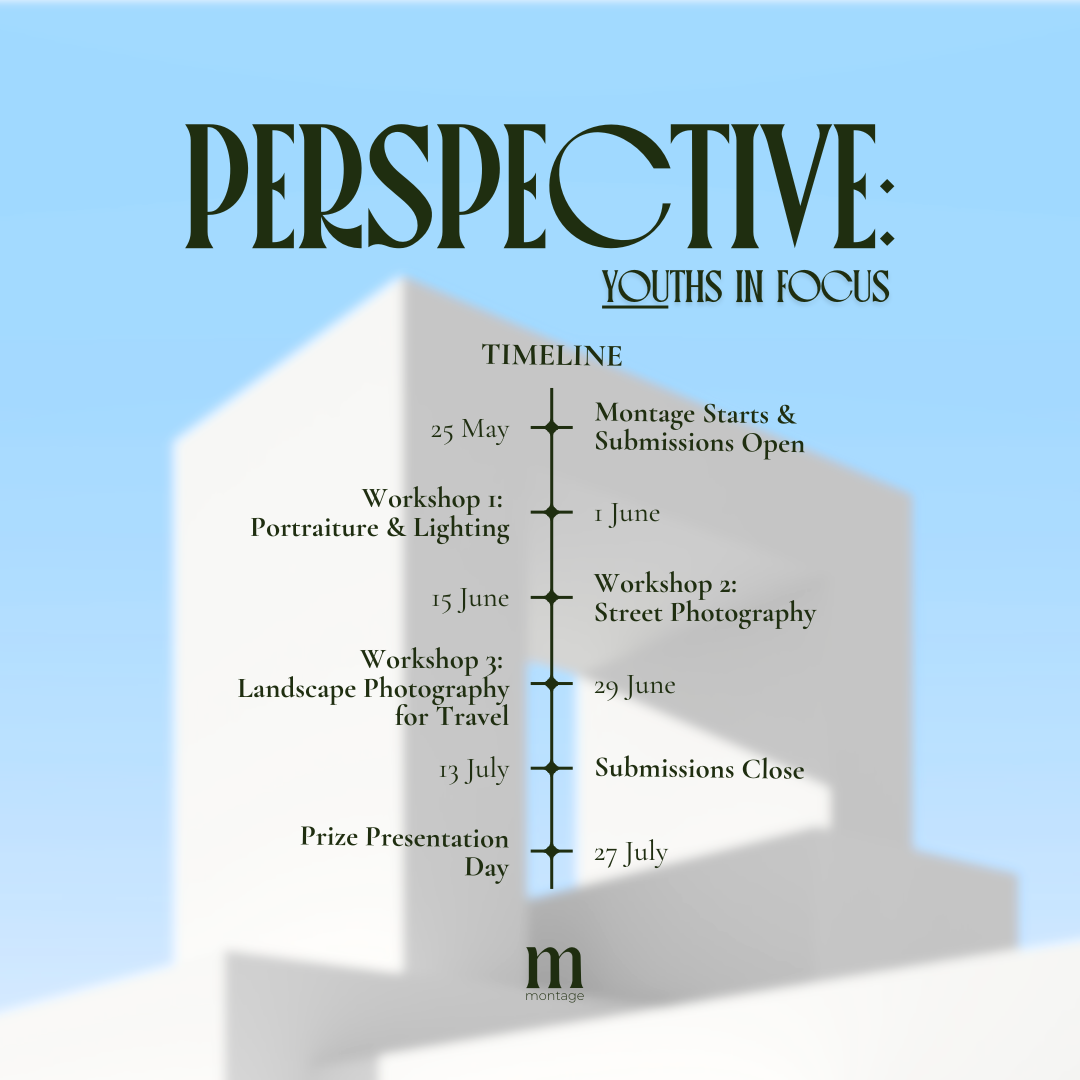 PERSPECTIVE:
YOUTHS IN FOCUS
TIMELINE
25 May
Montage Starts &
Submissions Open
Workshop 1:
Portraiture & Lighting
1 June
15 June
Workshop 2:
Street Photography
Workshop 3:
Landscape Photography
for Travel
29 June
13 July
Submissions Close
Prize Presentation
Day
27 July
m
montage